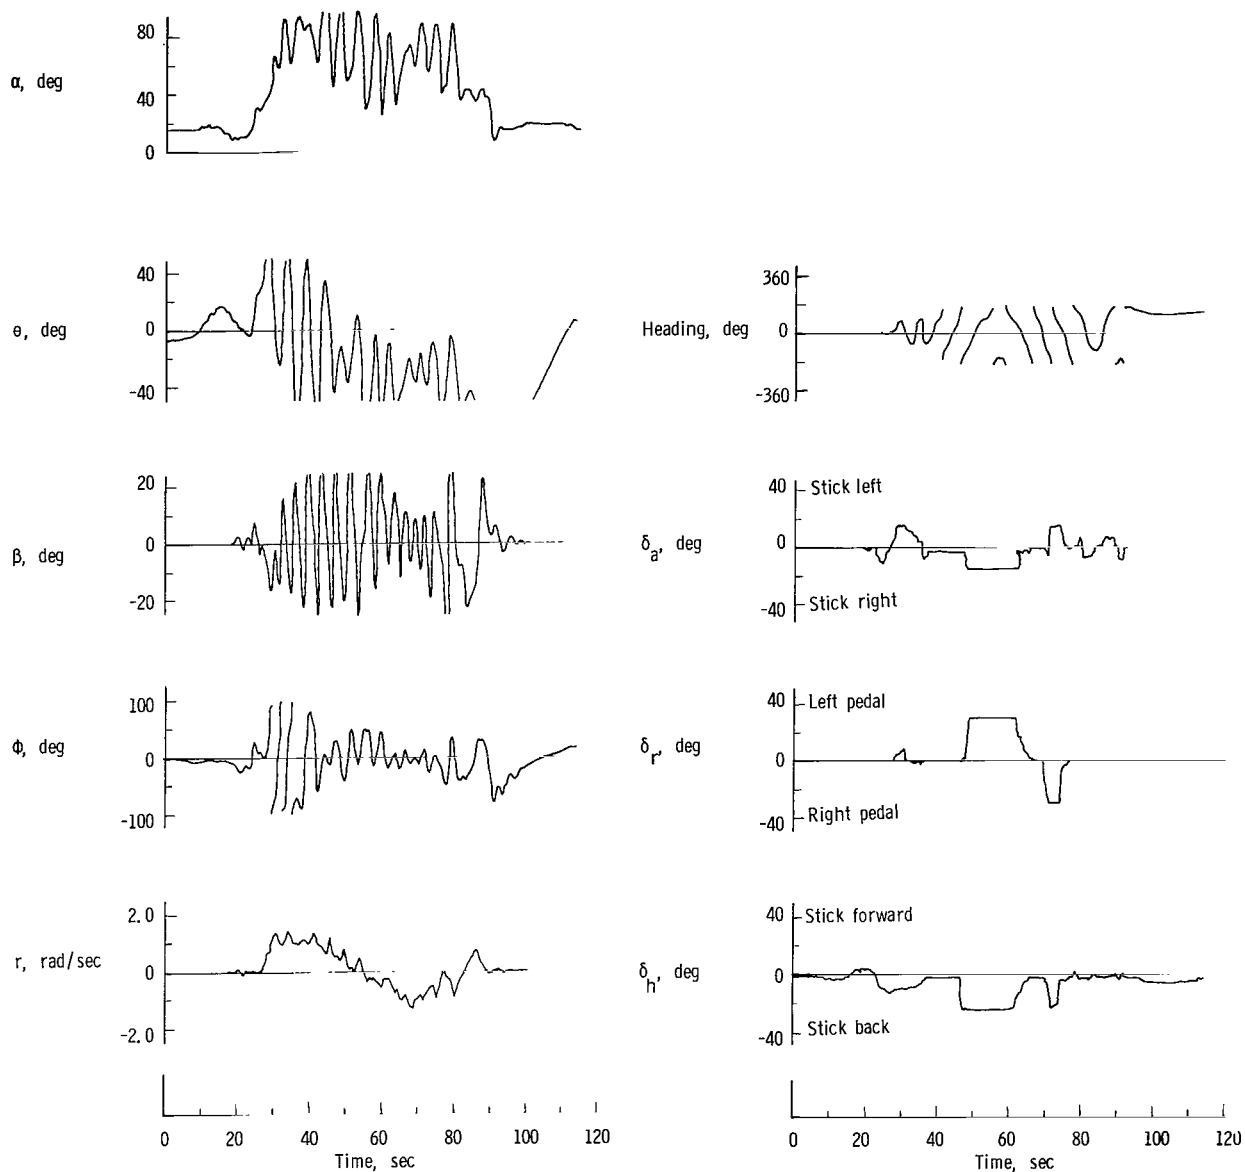 80
α, deg
40
0
40
θ, deg
0
-40
20
β, deg
0
-20
100
Φ, deg
0
-100
2.0
r, rad/sec
0
-2.0
0 20 40 60 80 100 120
Time, sec
360
Heading, deg
0
-360
40
Stick left
δa, deg
0
-40
Stick right
40
Left pedal
δr, deg
0
Right pedal
-40
40
Stick forward
δh, deg
0
Stick back
-40
0 20 40 60 80 100 120
Time, sec